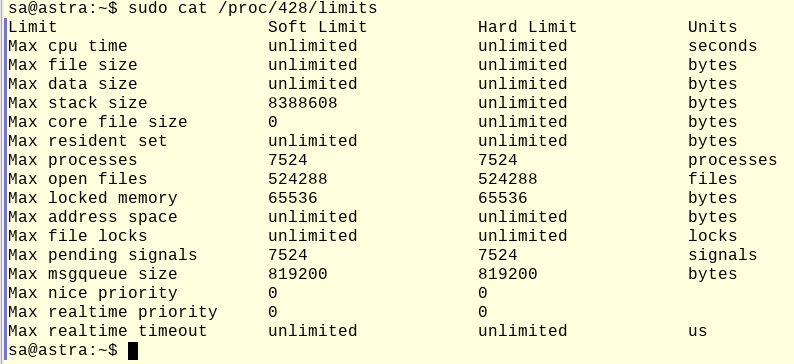 sa@astra:~$ sudo cat /proc/428/limits
Limit                     Soft Limit           Hard Limit           Units
Max cpu time              unlimited            unlimited            seconds
Max file size             unlimited            unlimited            bytes
Max data size             unlimited            unlimited            bytes
Max stack size            8388608              unlimited            bytes
Max core file size        0                    unlimited            bytes
Max resident set          unlimited            unlimited            bytes
Max processes             7524                 7524                 processes
Max open files            524288               524288               files
Max locked memory         65536                65536                bytes
Max address space         unlimited            unlimited            bytes
Max file locks            unlimited            unlimited            locks
Max pending signals       7524                 7524                 signals
Max msgqueue size         819200               819200               bytes
Max nice priority         0                    0
Max realtime priority     0                    0
Max realtime timeout      unlimited            unlimited            us
sa@astra:~$